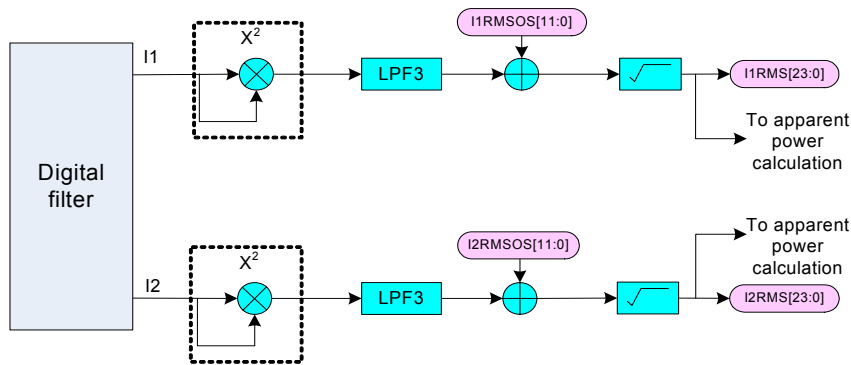 I1RMSOS[11:0]
I1
X²
LPF3
I1RMS[23:0]
To apparent
power
calculation
Digital
filter
I2RMSOS[11:0]
To apparent
power
calculation
I2
X²
LPF3
I2RMS[23:0]